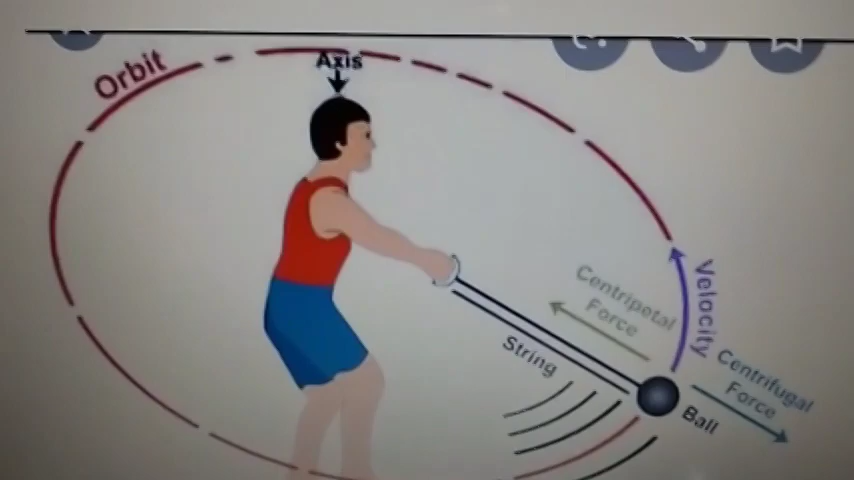 Orbit
Axis
Centripetal
Force
Velocity
String
Centrifugal
Force
Ball